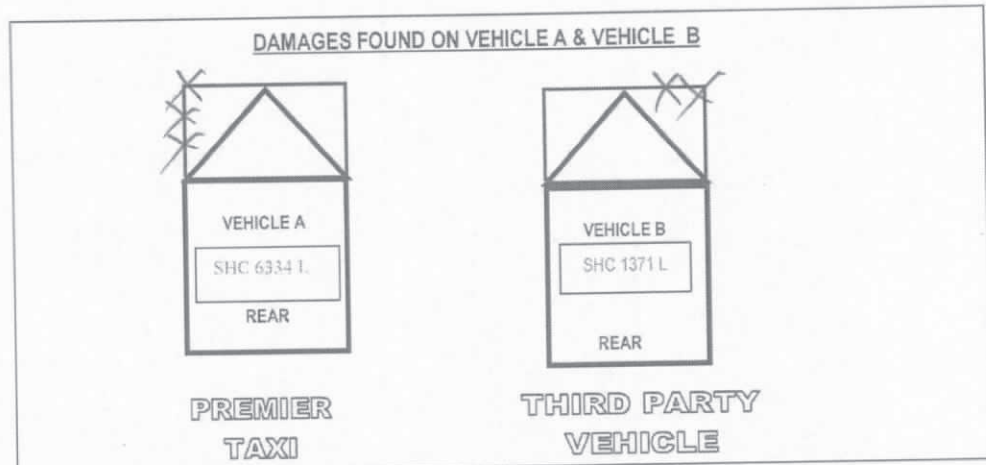 DAMAGES FOUND ON VEHICLE A & VEHICLE B
VEHICLE A
SHC 6334 L
REAR
PREMIER
TAXI
VEHICLE B
SHC 1371 L
REAR
THIRD PARTY
VEHICLE